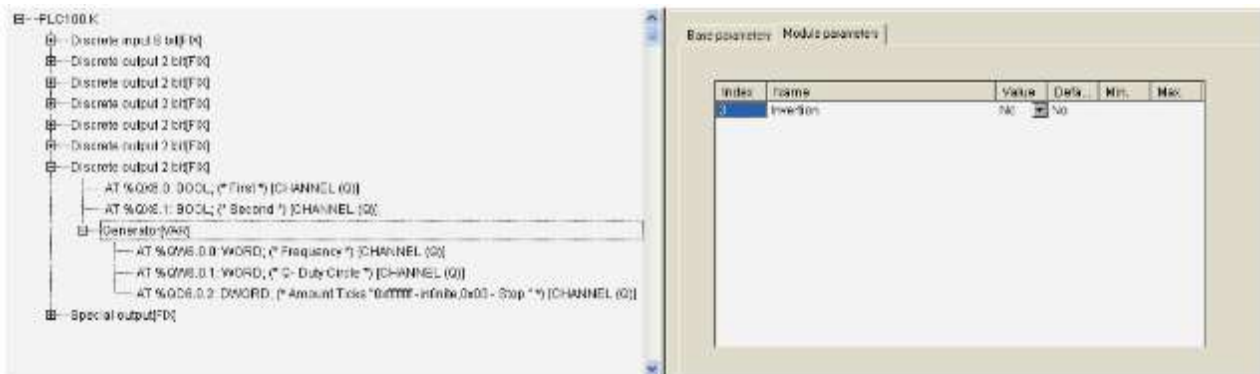 PLC100.K
Discrete input 8 bit[FIX]
Discrete output 2 bit[FIX]
Discrete output 2 bit[FIX]
Discrete output 2 bit[FIX]
Discrete output 2 bit[FIX]
Discrete output 2 bit[FIX]
Discrete output 2 bit[FIX]
AT %QX6.0: BOOL; (* First *) [CHANNEL (Q)]
AT %QX6.1: BOOL; (* Second *) [CHANNEL (Q)]
Generator[VAR]
AT %QW6.0.0: WORD; (* Frequency *) [CHANNEL (Q)]
AT %QW6.0.1: WORD; (* Q- Duty Circle *) [CHANNEL (Q)]
AT %QD6.0.2: DWORD; (* Amount Ticks "0xffffff - infinite,0x00 - Stop " *) [CHANNEL (Q)]
Special output[FIX]
Base parameters Module parameters
Index Name Value Defa... Min. Max.
3 Invertion No No